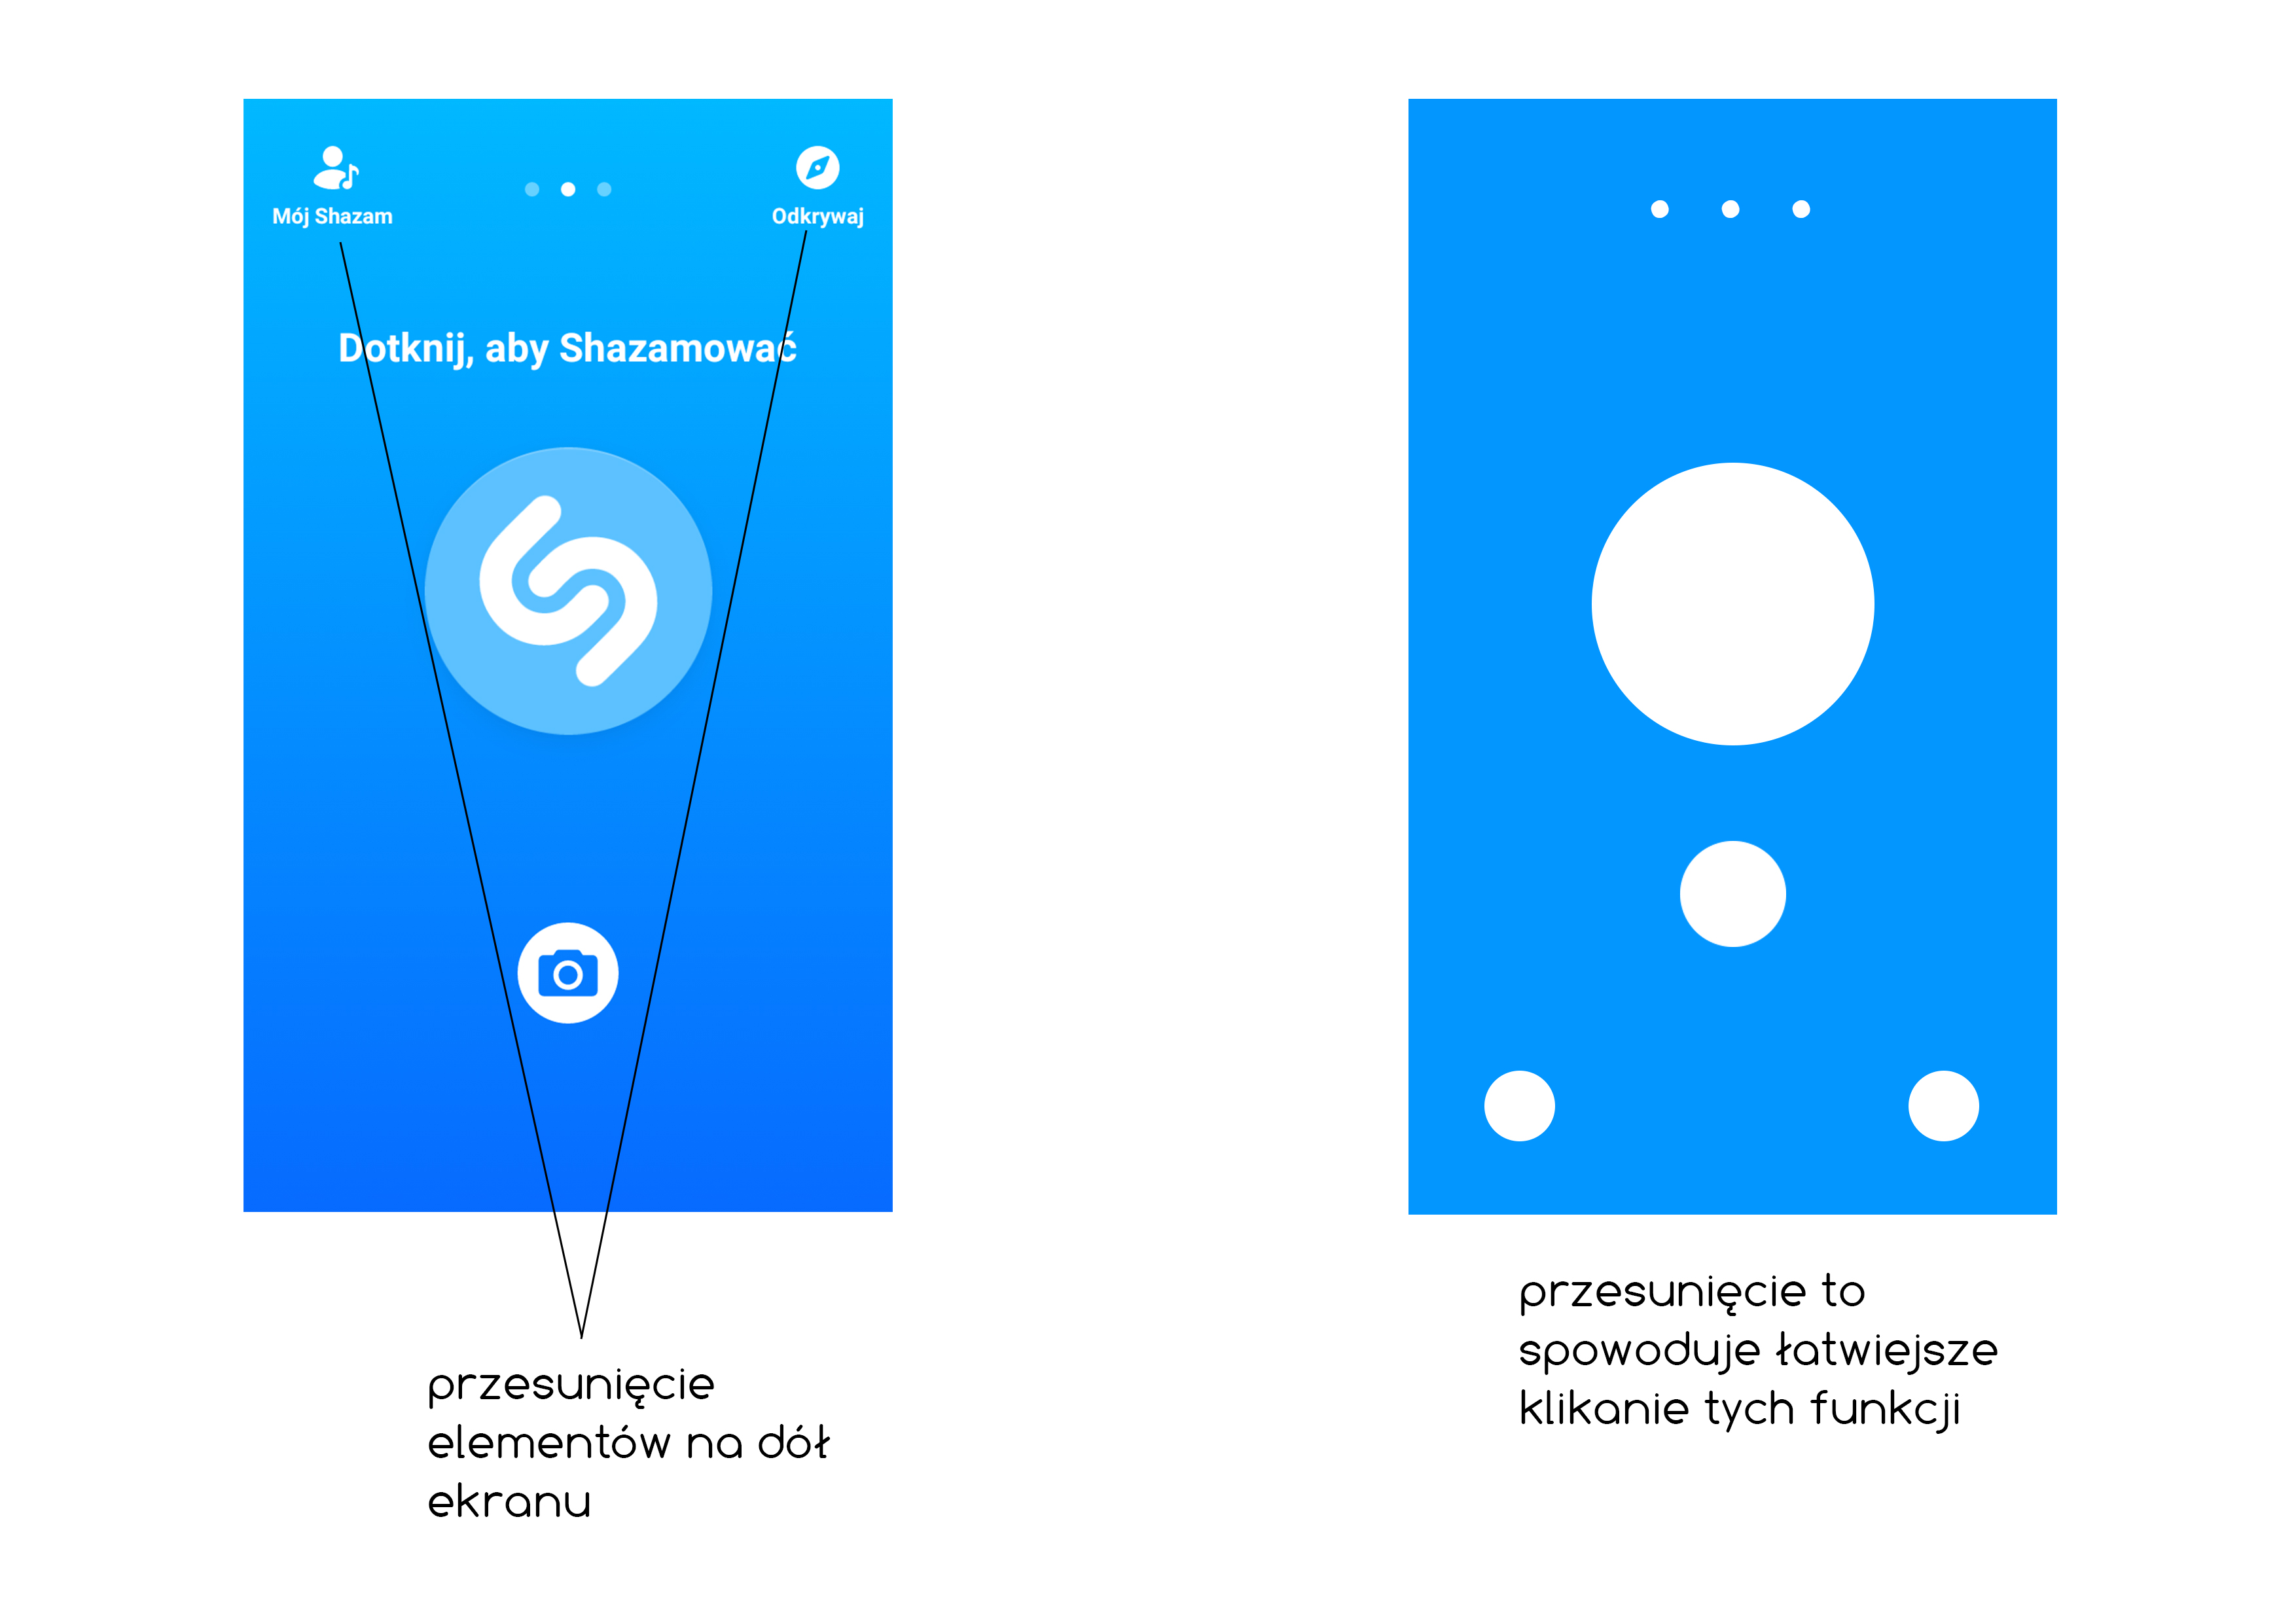 Mój Shazam
Odkrywaj
Dotknij, aby Shazamować
przesunięcie
elementów na dół
ekranu
przesunięcie to
spowoduje łatwiejsze
klikanie tych funkcji